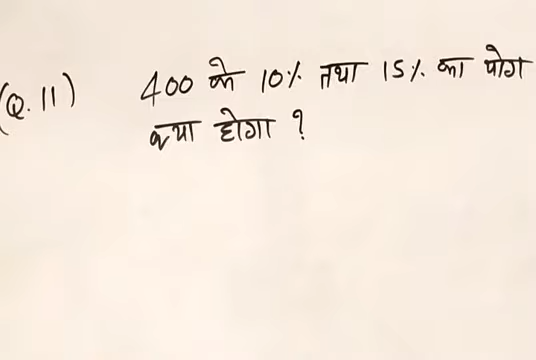 (Q.11) 400 के 10% तथा 15% का योग
क्या होगा ?